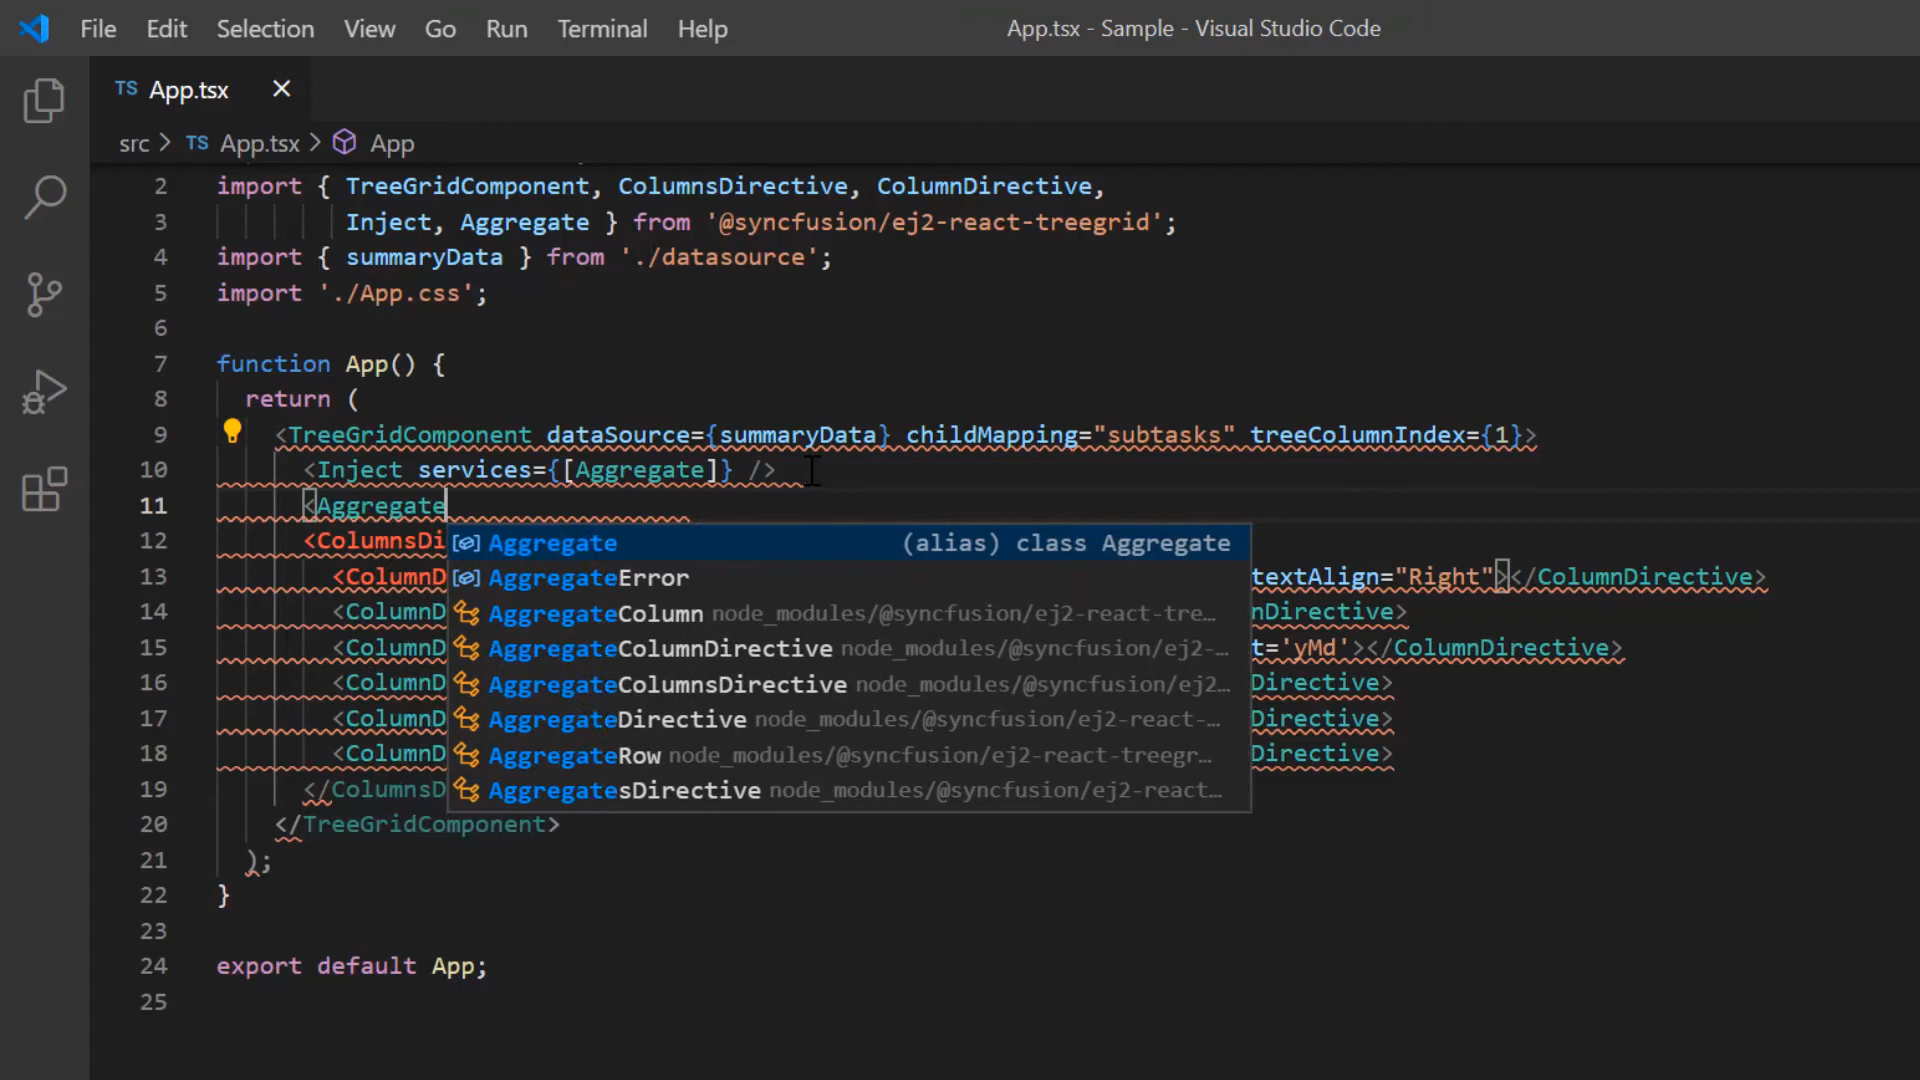 File Edit Selection View Go Run Terminal Help App.tsx - Sample - Visual Studio Code
TS App.tsx ×
src > TS App.tsx > App
2 import { TreeGridComponent, ColumnsDirective, ColumnDirective,
3 Inject, Aggregate } from '@syncfusion/ej2-react-treegrid';
4 import { summaryData } from './datasource';
5 import './App.css';
6
7 function App() {
8 return (
9 <TreeGridComponent dataSource={summaryData} childMapping="subtasks" treeColumnIndex={1}>
10 <Inject services={[Aggregate]} />
11 <Aggregate
Aggregate (alias) class Aggregate
12 <ColumnsDi
AggregateError
13 <ColumnD textAlign="Right"></ColumnDirective>
AggregateColumn node_modules/@syncfusion/ej2-react-tre…
14 <ColumnD nDirective>
AggregateColumnDirective node_modules/@syncfusion/ej2-…
15 <ColumnD t='yMd'></ColumnDirective>
AggregateColumnsDirective node_modules/@syncfusion/ej2…
16 <ColumnD Directive>
AggregateDirective node_modules/@syncfusion/ej2-react-…
17 <ColumnD Directive>
AggregateRow node_modules/@syncfusion/ej2-react-treegr…
18 <ColumnD Directive>
AggregatesDirective node_modules/@syncfusion/ej2-react…
19 </ColumnsD
20 </TreeGridComponent>
21 );
22 }
23
24 export default App;
25